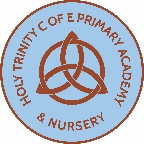 HOLY TRINITY C OF E PRIMARY ACADEMY
& NURSERY